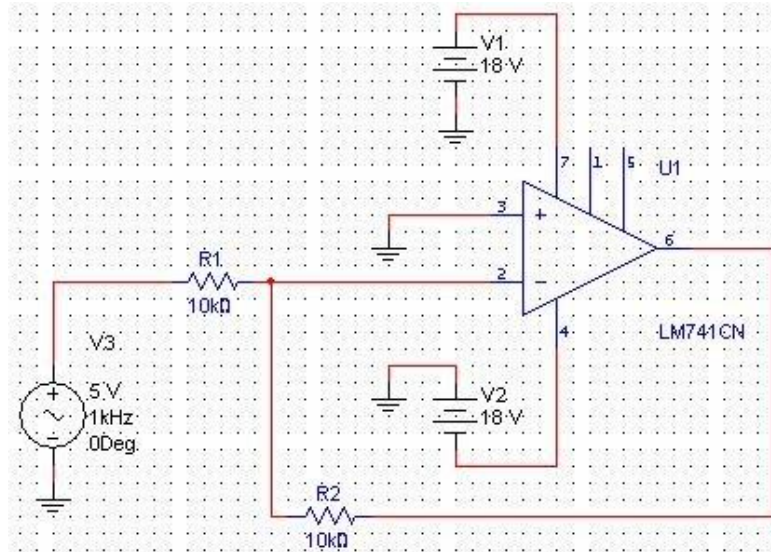 V1
18 V
7
1
5
U1
3
+
6
R1
2
−
10kΩ
4
LM741CN
V3
+
5 V
1kHz
0Deg
−
V2
18 V
R2
10kΩ